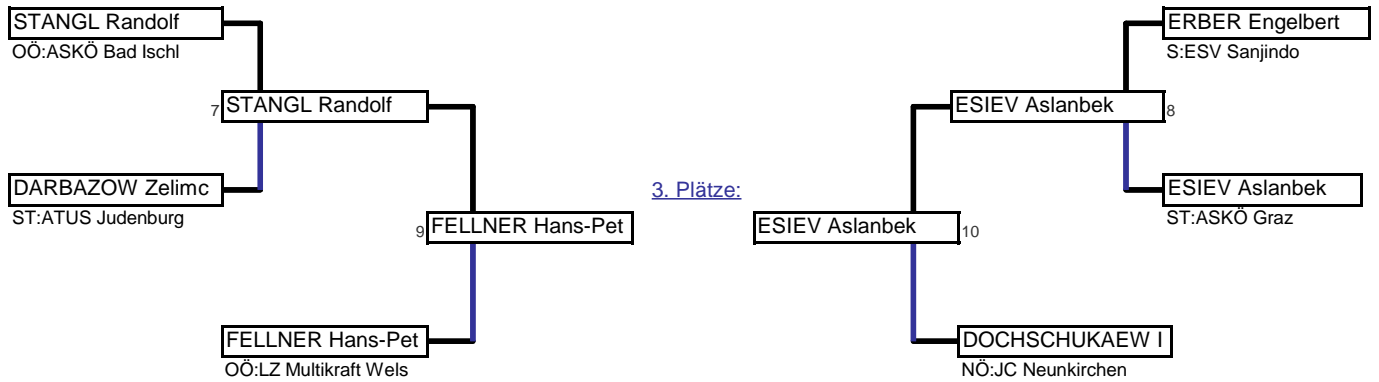 STANGL Randolf
OÖ:ASKÖ Bad Ischl
7 STANGL Randolf
DARBAZOW Zelimc
ST:ATUS Judenburg
9 FELLNER Hans-Pet
FELLNER Hans-Pet
OÖ:LZ Multikraft Wels
3. Plätze:
ERBER Engelbert
S:ESV Sanjindo
ESIEV Aslanbek 8
ESIEV Aslanbek
ST:ASKÖ Graz
ESIEV Aslanbek 10
DOCHSCHUKAEW I
NÖ:JC Neunkirchen